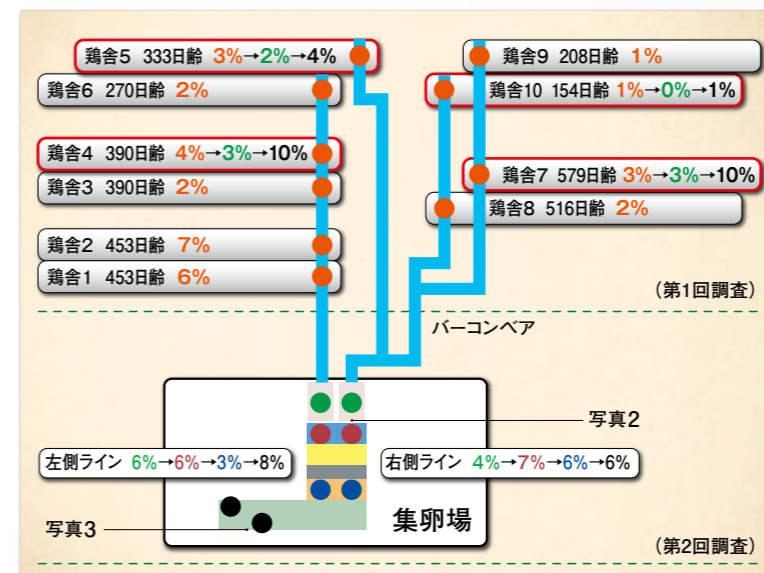 鶏舎5 333日齢 3%→2%→4%
鶏舎6 270日齢 2%
鶏舎4 390日齢 4%→3%→10%
鶏舎3 390日齢 2%
鶏舎2 453日齢 7%
鶏舎1 453日齢 6%
鶏舎9 208日齢 1%
鶏舎10 154日齢 1%→0%→1%
鶏舎7 579日齢 3%→3%→10%
鶏舎8 516日齢 2%
(第1回調査)
バーコンベア
写真2
左側ライン 6%→6%→3%→8%
右側ライン 4%→7%→6%→6%
写真3
集卵場
(第2回調査)